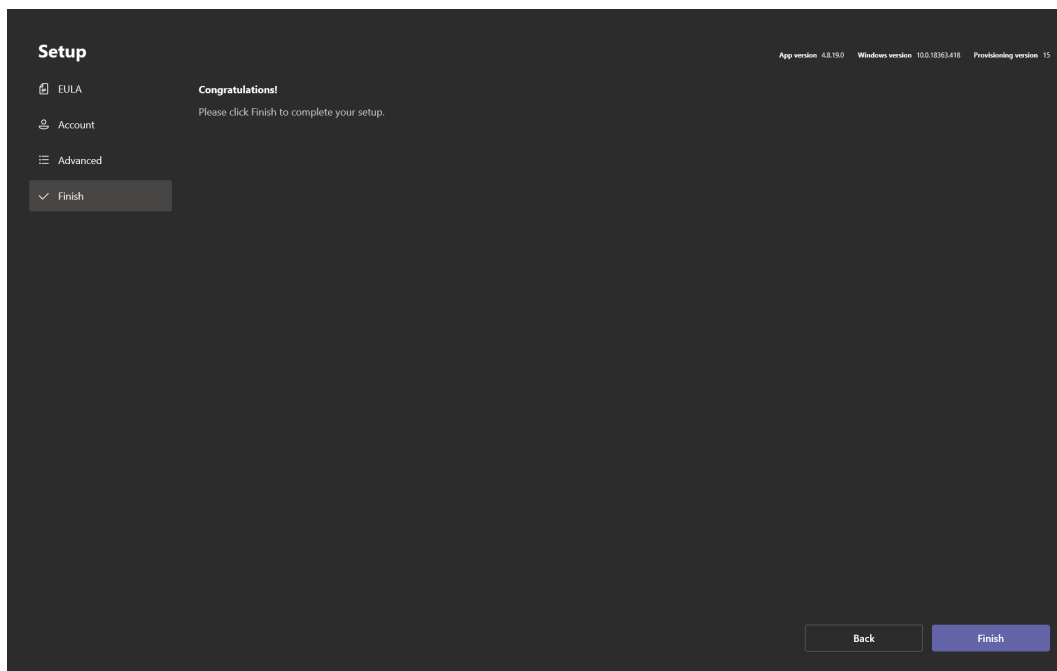 Setup
App version 4.8.19.0 Windows version 10.0.18363.418 Provisioning version 15
EULA
Congratulations!
Please click Finish to complete your setup.
Account
Advanced
Finish
Back
Finish